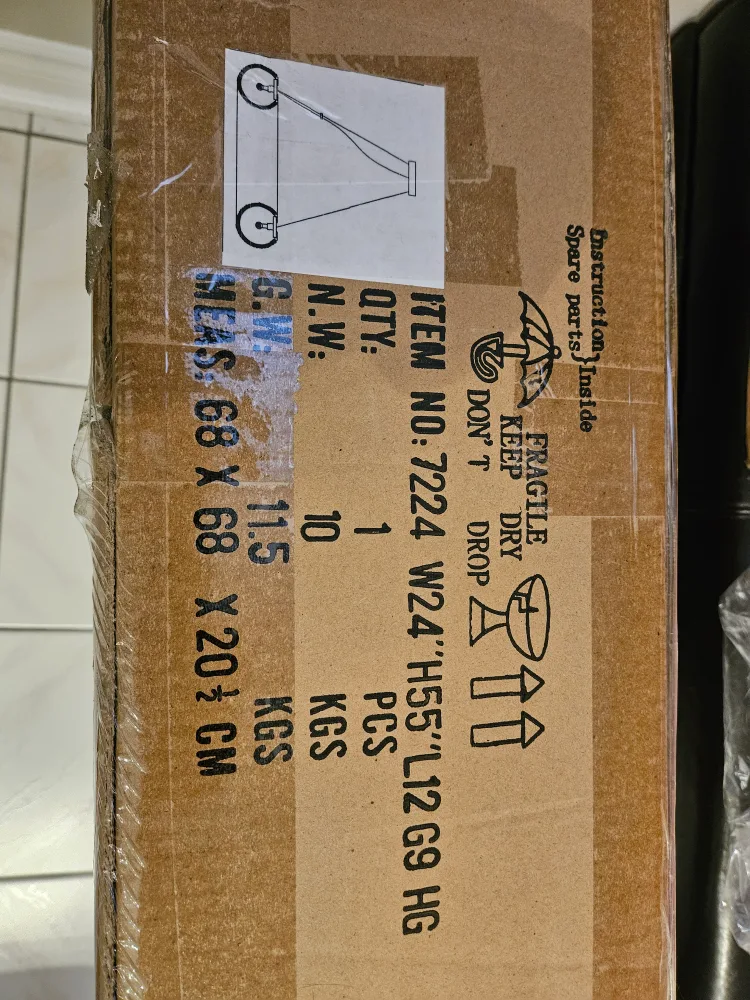 Instruction
Spare parts
}Inside
FRAGILE
KEEP DRY
DON'T DROP
ITEM NO: 7224 W24"H55"L12 G9 HG
QTY: 1 PCS
N.W: 10 KGS
G.W: 11.5 KGS
MEAS: 68 X 68 X 20½ CM